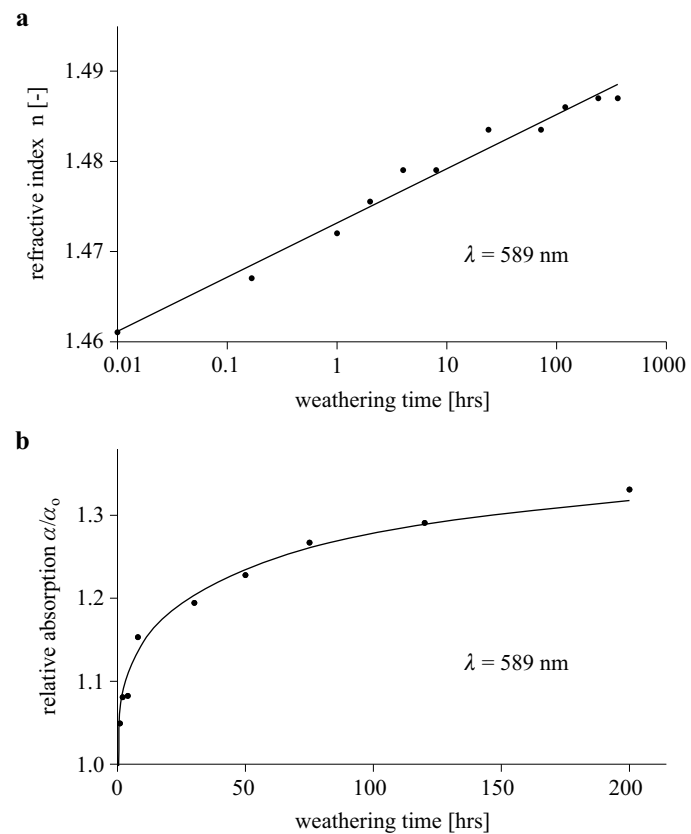 a
refractive index n [-]
1.49
1.48
1.47
1.46
λ = 589 nm
0.01 0.1 1 10 100 1000
weathering time [hrs]
b
relative absorption α/αo
1.3
1.2
1.1
1.0
λ = 589 nm
0 50 100 150 200
weathering time [hrs]